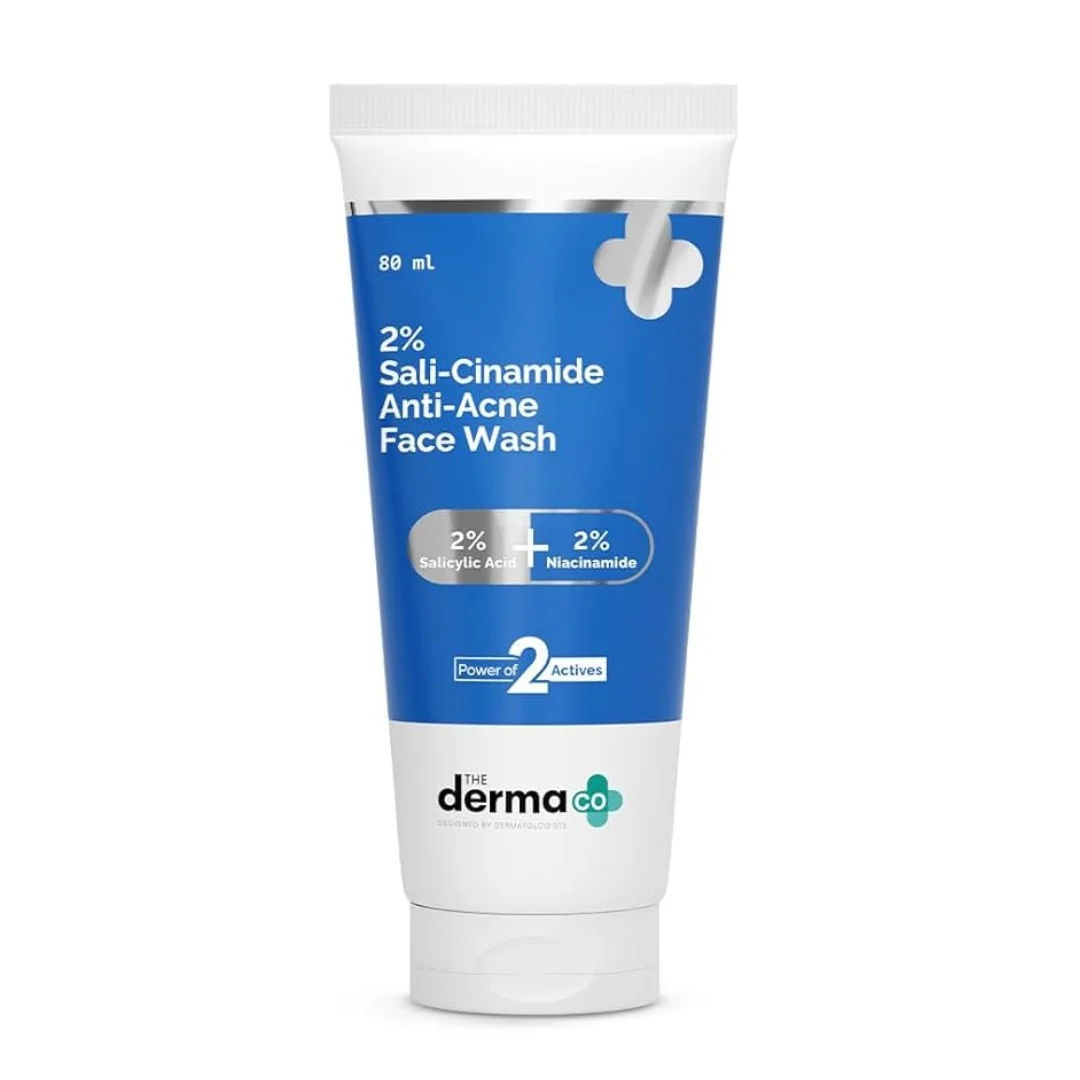 80 ml
2%
Sali-Cinamide
Anti-Acne
Face Wash
2% + 2%
Salicylic Acid Niacinamide
Power of 2 Actives
THE
derma co
DESIGNED BY DERMATOLOGISTS